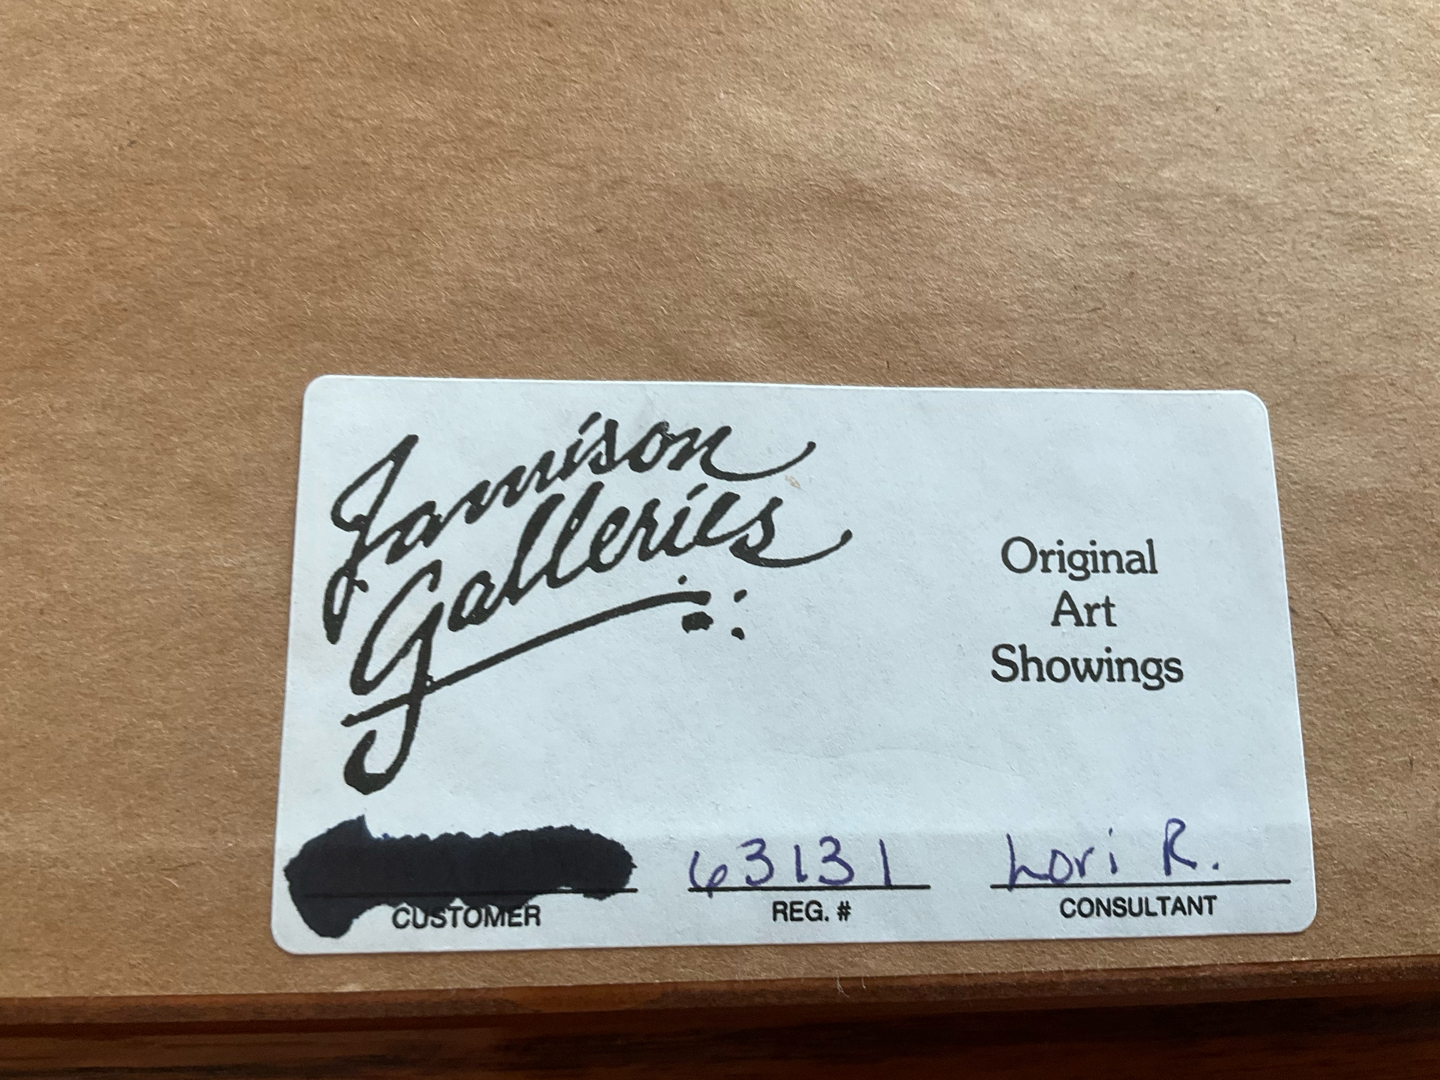 Jamison
Galleries
Original
Art
Showings
63131
Lori R.
CUSTOMER
REG. #
CONSULTANT